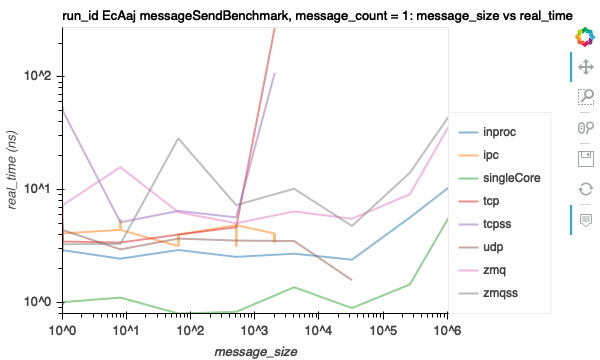 run_id EcAaj messageSendBenchmark, message_count = 1: message_size vs real_time
10^2
10^1
10^0
real_time (ns)
10^0 10^1 10^2 10^3 10^4 10^5 10^6
message_size
inproc
ipc
singleCore
tcp
tcpss
udp
zmq
zmqss